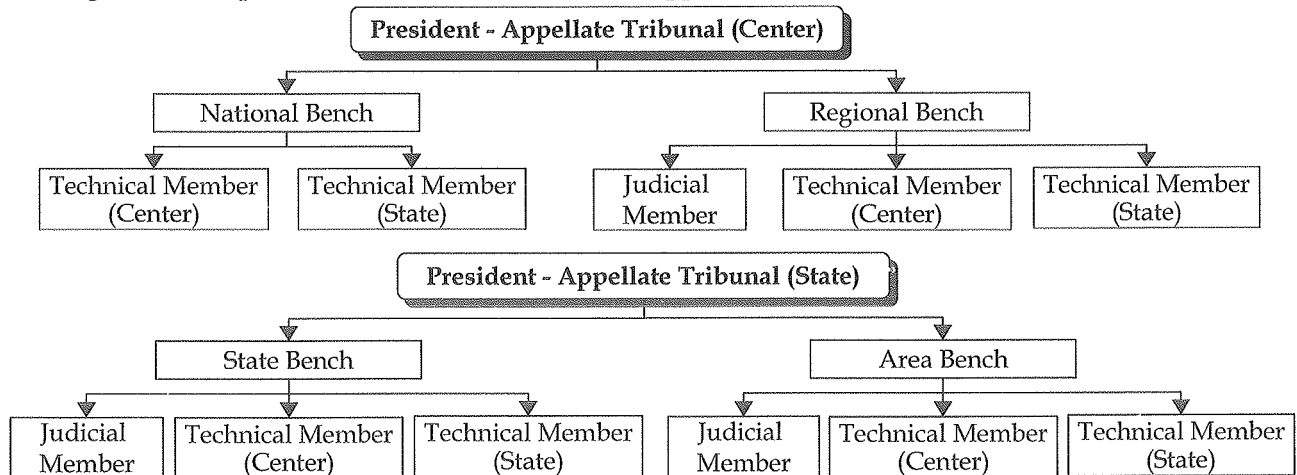 President - Appellate Tribunal (Center)
National Bench
Regional Bench
Technical Member
(Center)
Technical Member
(State)
Judicial
Member
Technical Member
(Center)
Technical Member
(State)
President - Appellate Tribunal (State)
State Bench
Area Bench
Judicial
Member
Technical Member
(Center)
Technical Member
(State)
Judicial
Member
Technical Member
(Center)
Technical Member
(State)